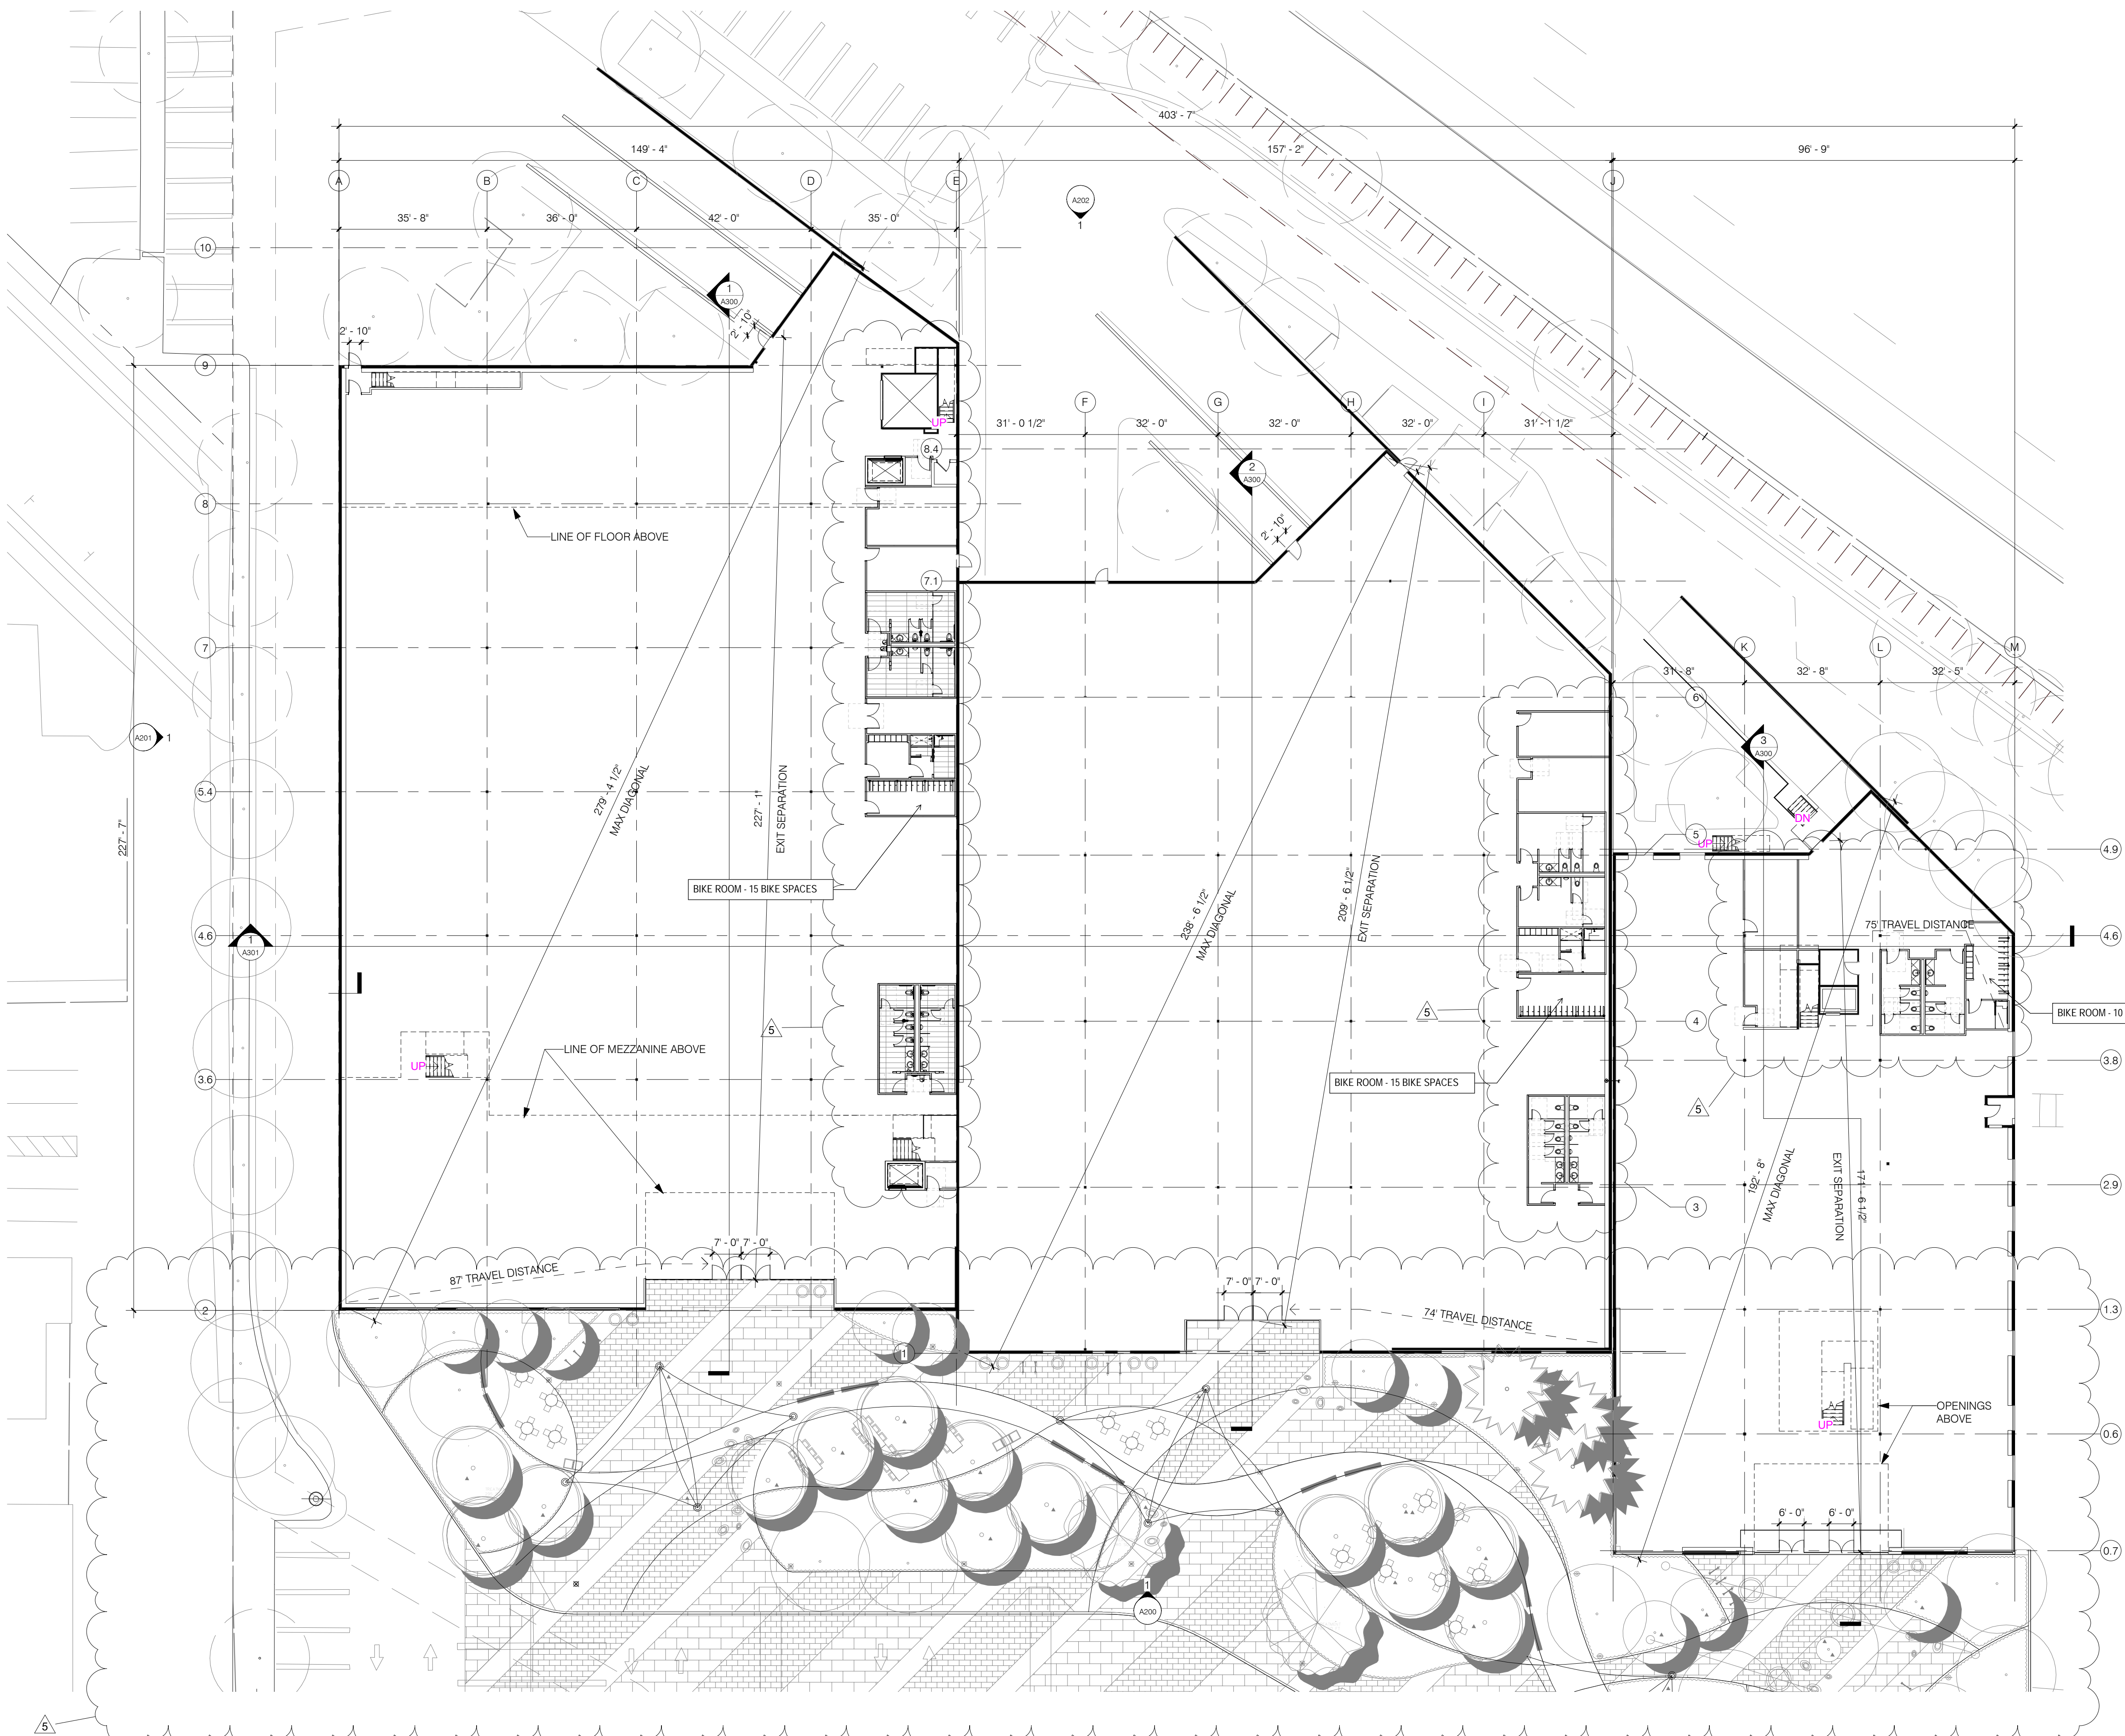 403' - 7"
149' - 4"
157' - 2"
96' - 9"
A
B
C
D
E
J
A202
1
35' - 8"
36' - 0"
42' - 0"
35' - 0"
10
1
A300
2' - 10"
2' - 10"
9
F
G
H
I
UP
31' - 0 1/2"
32' - 0"
32' - 0"
32' - 0"
31' - 1 1/2"
8.4
2
A300
8
LINE OF FLOOR ABOVE
2' - 10"
7.1
7
K
L
M
31' - 8"
32' - 8"
32' - 5"
6
A201
1
3
A300
5.4
279' - 4 1/2"
MAX DIAGONAL
227' - 1"
EXIT SEPARATION
DN
227' - 7"
5
UP
4.9
BIKE ROOM - 15 BIKE SPACES
238' - 6 1/2"
MAX DIAGONAL
209' - 6 1/2"
EXIT SEPARATION
75' TRAVEL DISTANCE
4.6
1
A301
4.6
5
5
4
BIKE ROOM - 10
LINE OF MEZZANINE ABOVE
UP
3.6
3.8
BIKE ROOM - 15 BIKE SPACES
5
192' - 8"
MAX DIAGONAL
EXIT SEPARATION
171' - 6 1/2"
2.9
3
7' - 0"
7' - 0"
87' TRAVEL DISTANCE
7' - 0"
7' - 0"
74' TRAVEL DISTANCE
2
1.3
1
OPENINGS
ABOVE
UP
0.6
6' - 0"
6' - 0"
0.7
1
A200
5